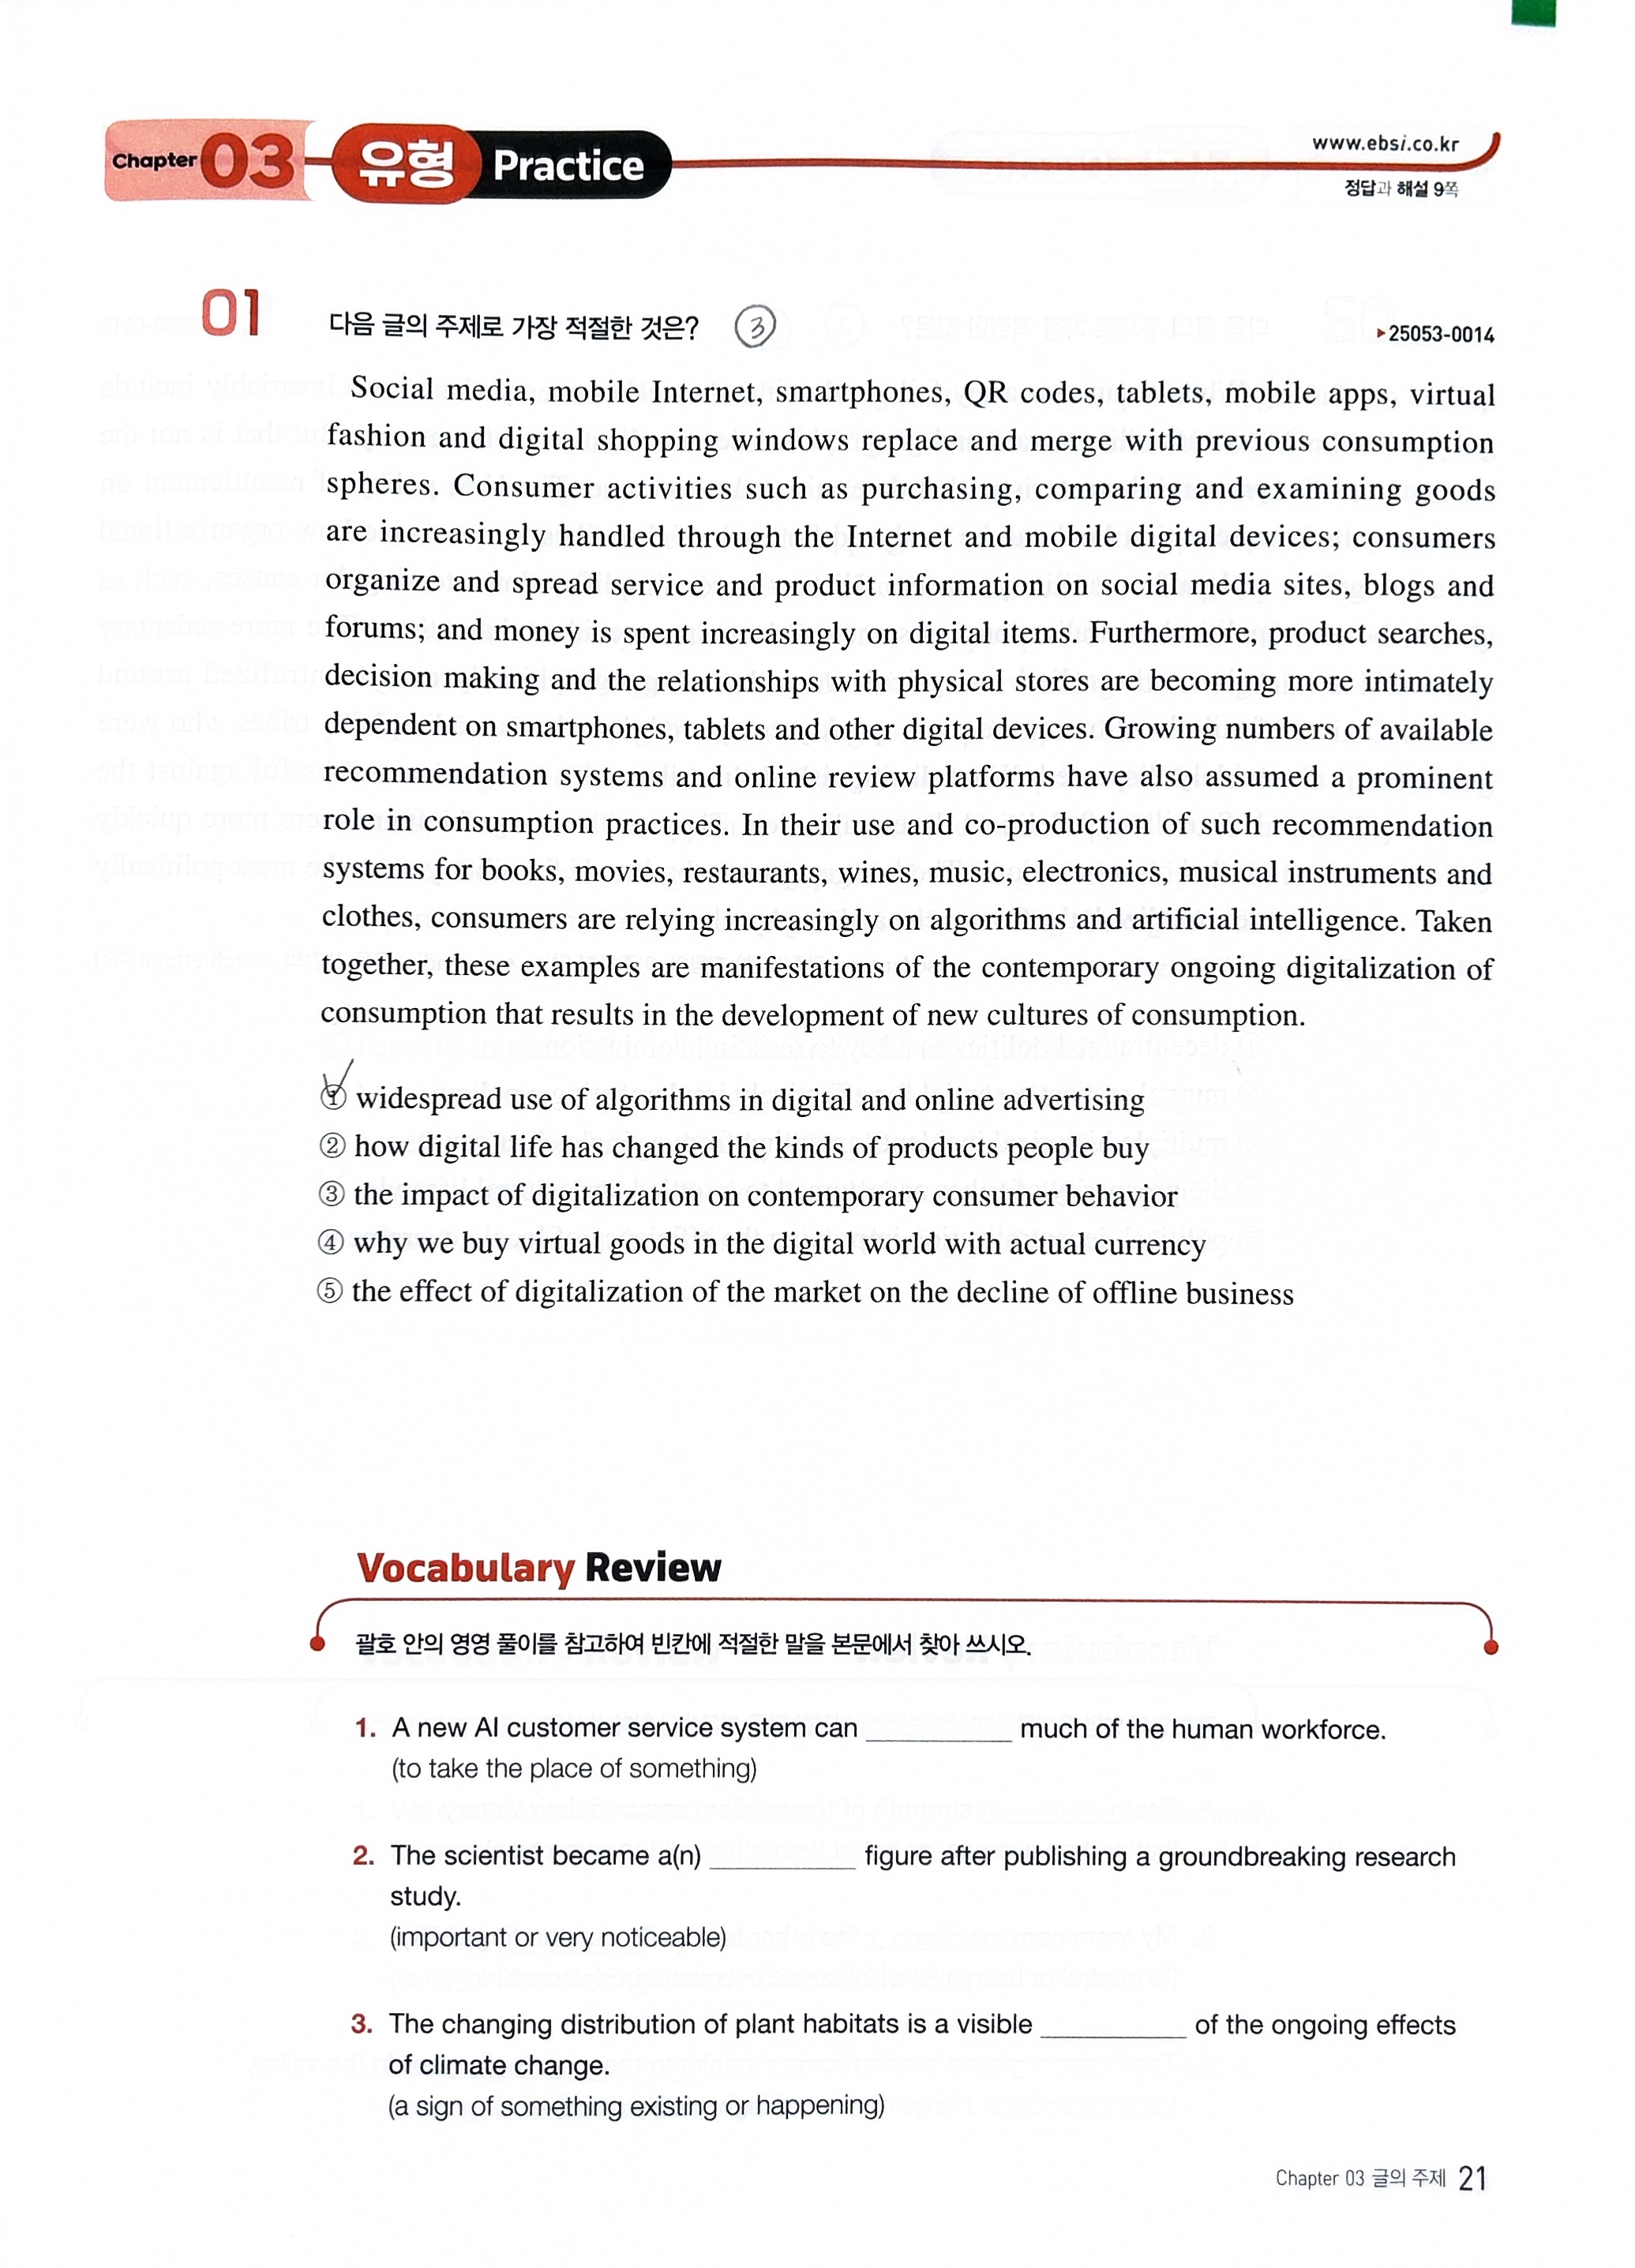 Chapter 03 유형 Practice
www.ebsi.co.kr
정답과 해설 9쪽
01 다음 글의 주제로 가장 적절한 것은? ③
▸25053-0014
Social media, mobile Internet, smartphones, QR codes, tablets, mobile apps, virtual
fashion and digital shopping windows replace and merge with previous consumption
spheres. Consumer activities such as purchasing, comparing and examining goods
are increasingly handled through the Internet and mobile digital devices; consumers
organize and spread service and product information on social media sites, blogs and
forums; and money is spent increasingly on digital items. Furthermore, product searches,
decision making and the relationships with physical stores are becoming more intimately
dependent on smartphones, tablets and other digital devices. Growing numbers of available
recommendation systems and online review platforms have also assumed a prominent
role in consumption practices. In their use and co-production of such recommendation
systems for books, movies, restaurants, wines, music, electronics, musical instruments and
clothes, consumers are relying increasingly on algorithms and artificial intelligence. Taken
together, these examples are manifestations of the contemporary ongoing digitalization of
consumption that results in the development of new cultures of consumption.
① widespread use of algorithms in digital and online advertising
② how digital life has changed the kinds of products people buy
③ the impact of digitalization on contemporary consumer behavior
④ why we buy virtual goods in the digital world with actual currency
⑤ the effect of digitalization of the market on the decline of offline business
Vocabulary Review
괄호 안의 영영 풀이를 참고하여 빈칸에 적절한 말을 본문에서 찾아 쓰시오.
1. A new AI customer service system can __________ much of the human workforce.
(to take the place of something)
2. The scientist became a(n) __________ figure after publishing a groundbreaking research
study.
(important or very noticeable)
3. The changing distribution of plant habitats is a visible __________ of the ongoing effects
of climate change.
(a sign of something existing or happening)
Chapter 03 글의 주제 21